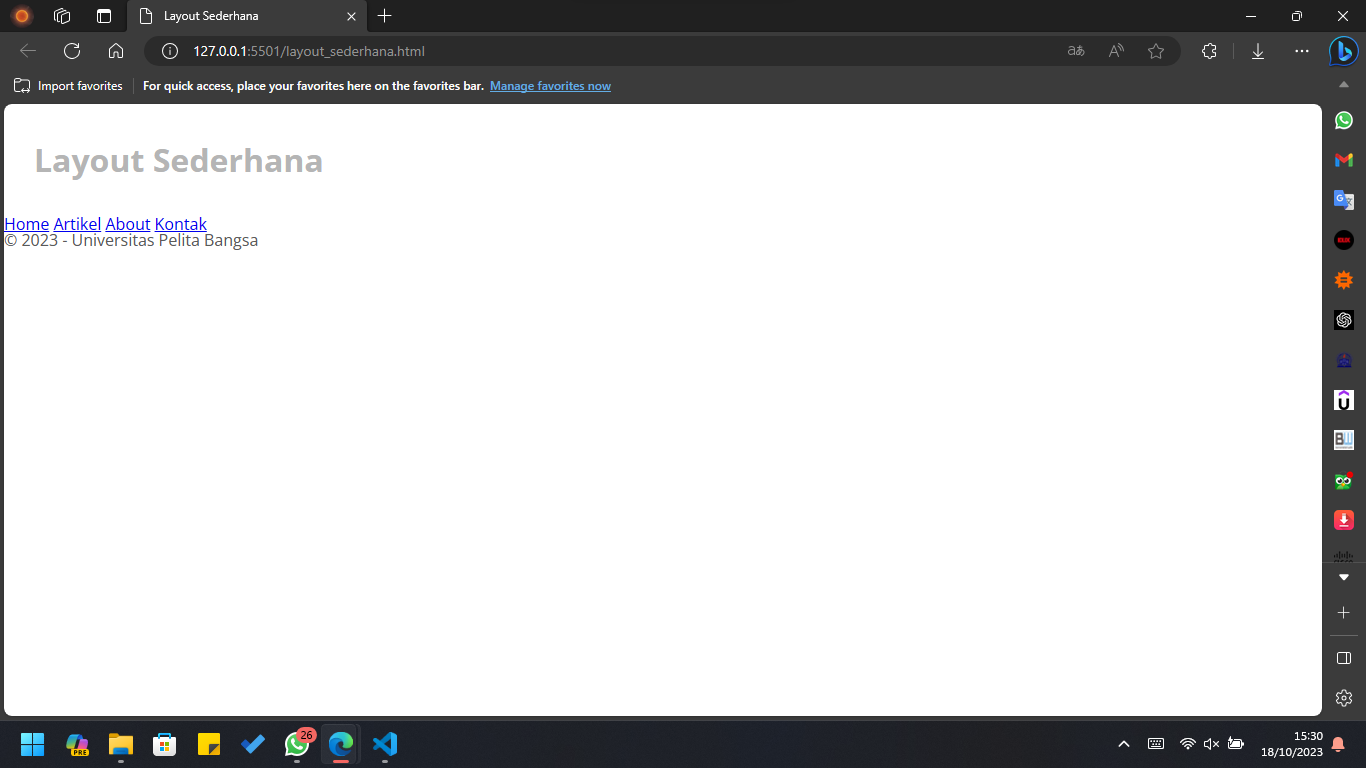 Layout Sederhana
127.0.0.1:5501/layout_sederhana.html
Import favorites
For quick access, place your favorites here on the favorites bar. Manage favorites now
Layout Sederhana
Home Artikel About Kontak
© 2023 - Universitas Pelita Bangsa
26
PRE
15:30
18/10/2023